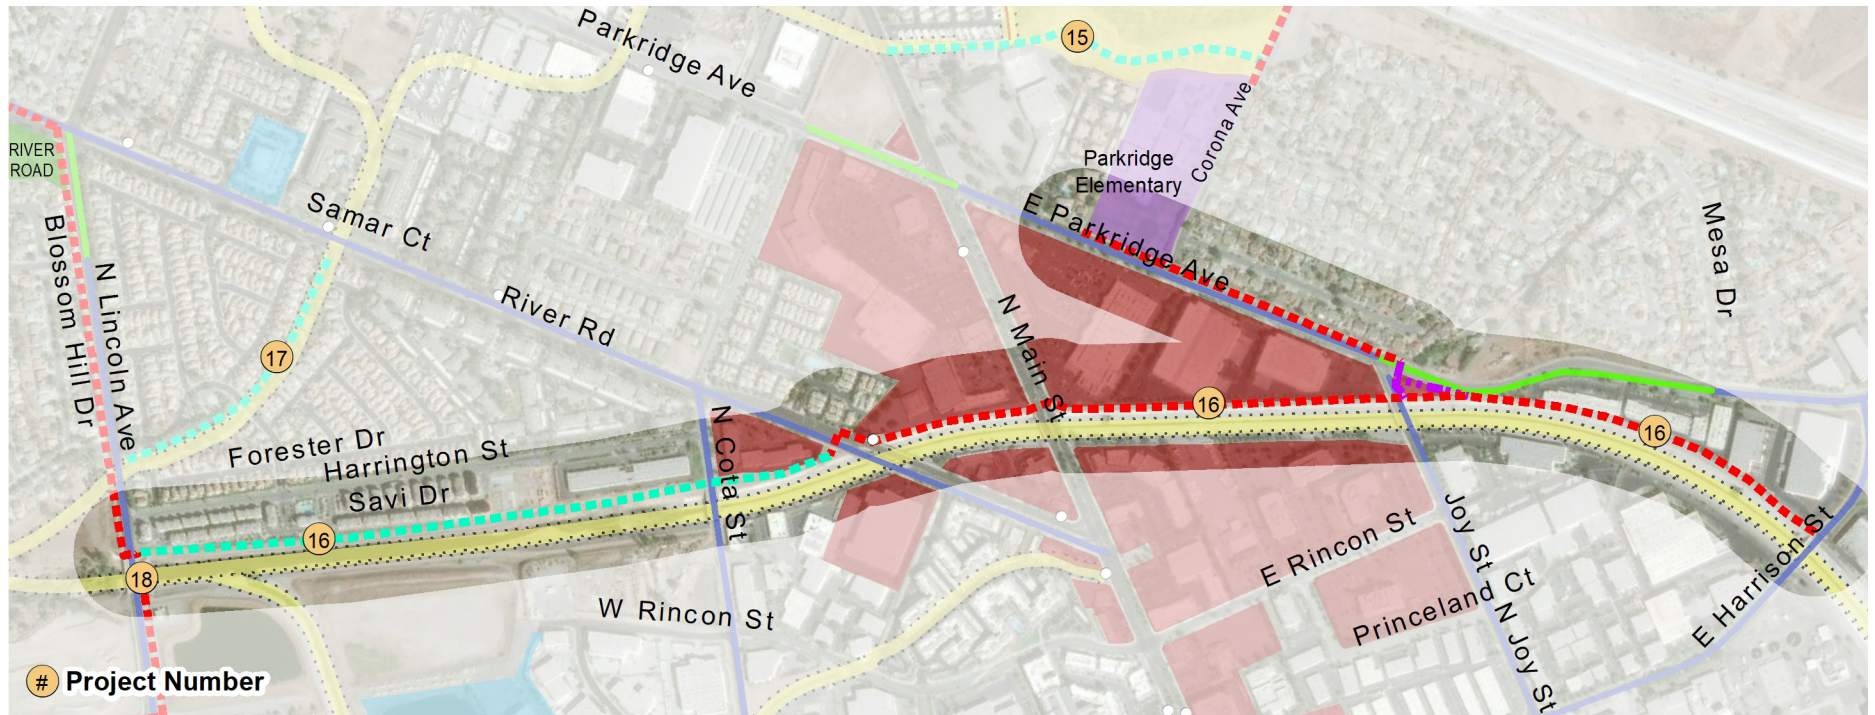 Parkridge Ave
15
Corona Ave
RIVER
ROAD
Parkridge
Elementary
Samar Ct
E Parkridge Ave
Mesa Dr
Blossom Hill Dr
N Lincoln Ave
River Rd
N Main St
17
16
N Cota St
16
Forester Dr
Harrington St
Savi Dr
16
Joy St
E Rincon St
E Harrison St
18
W Rincon St
Princeland Ct
N Joy St
# Project Number